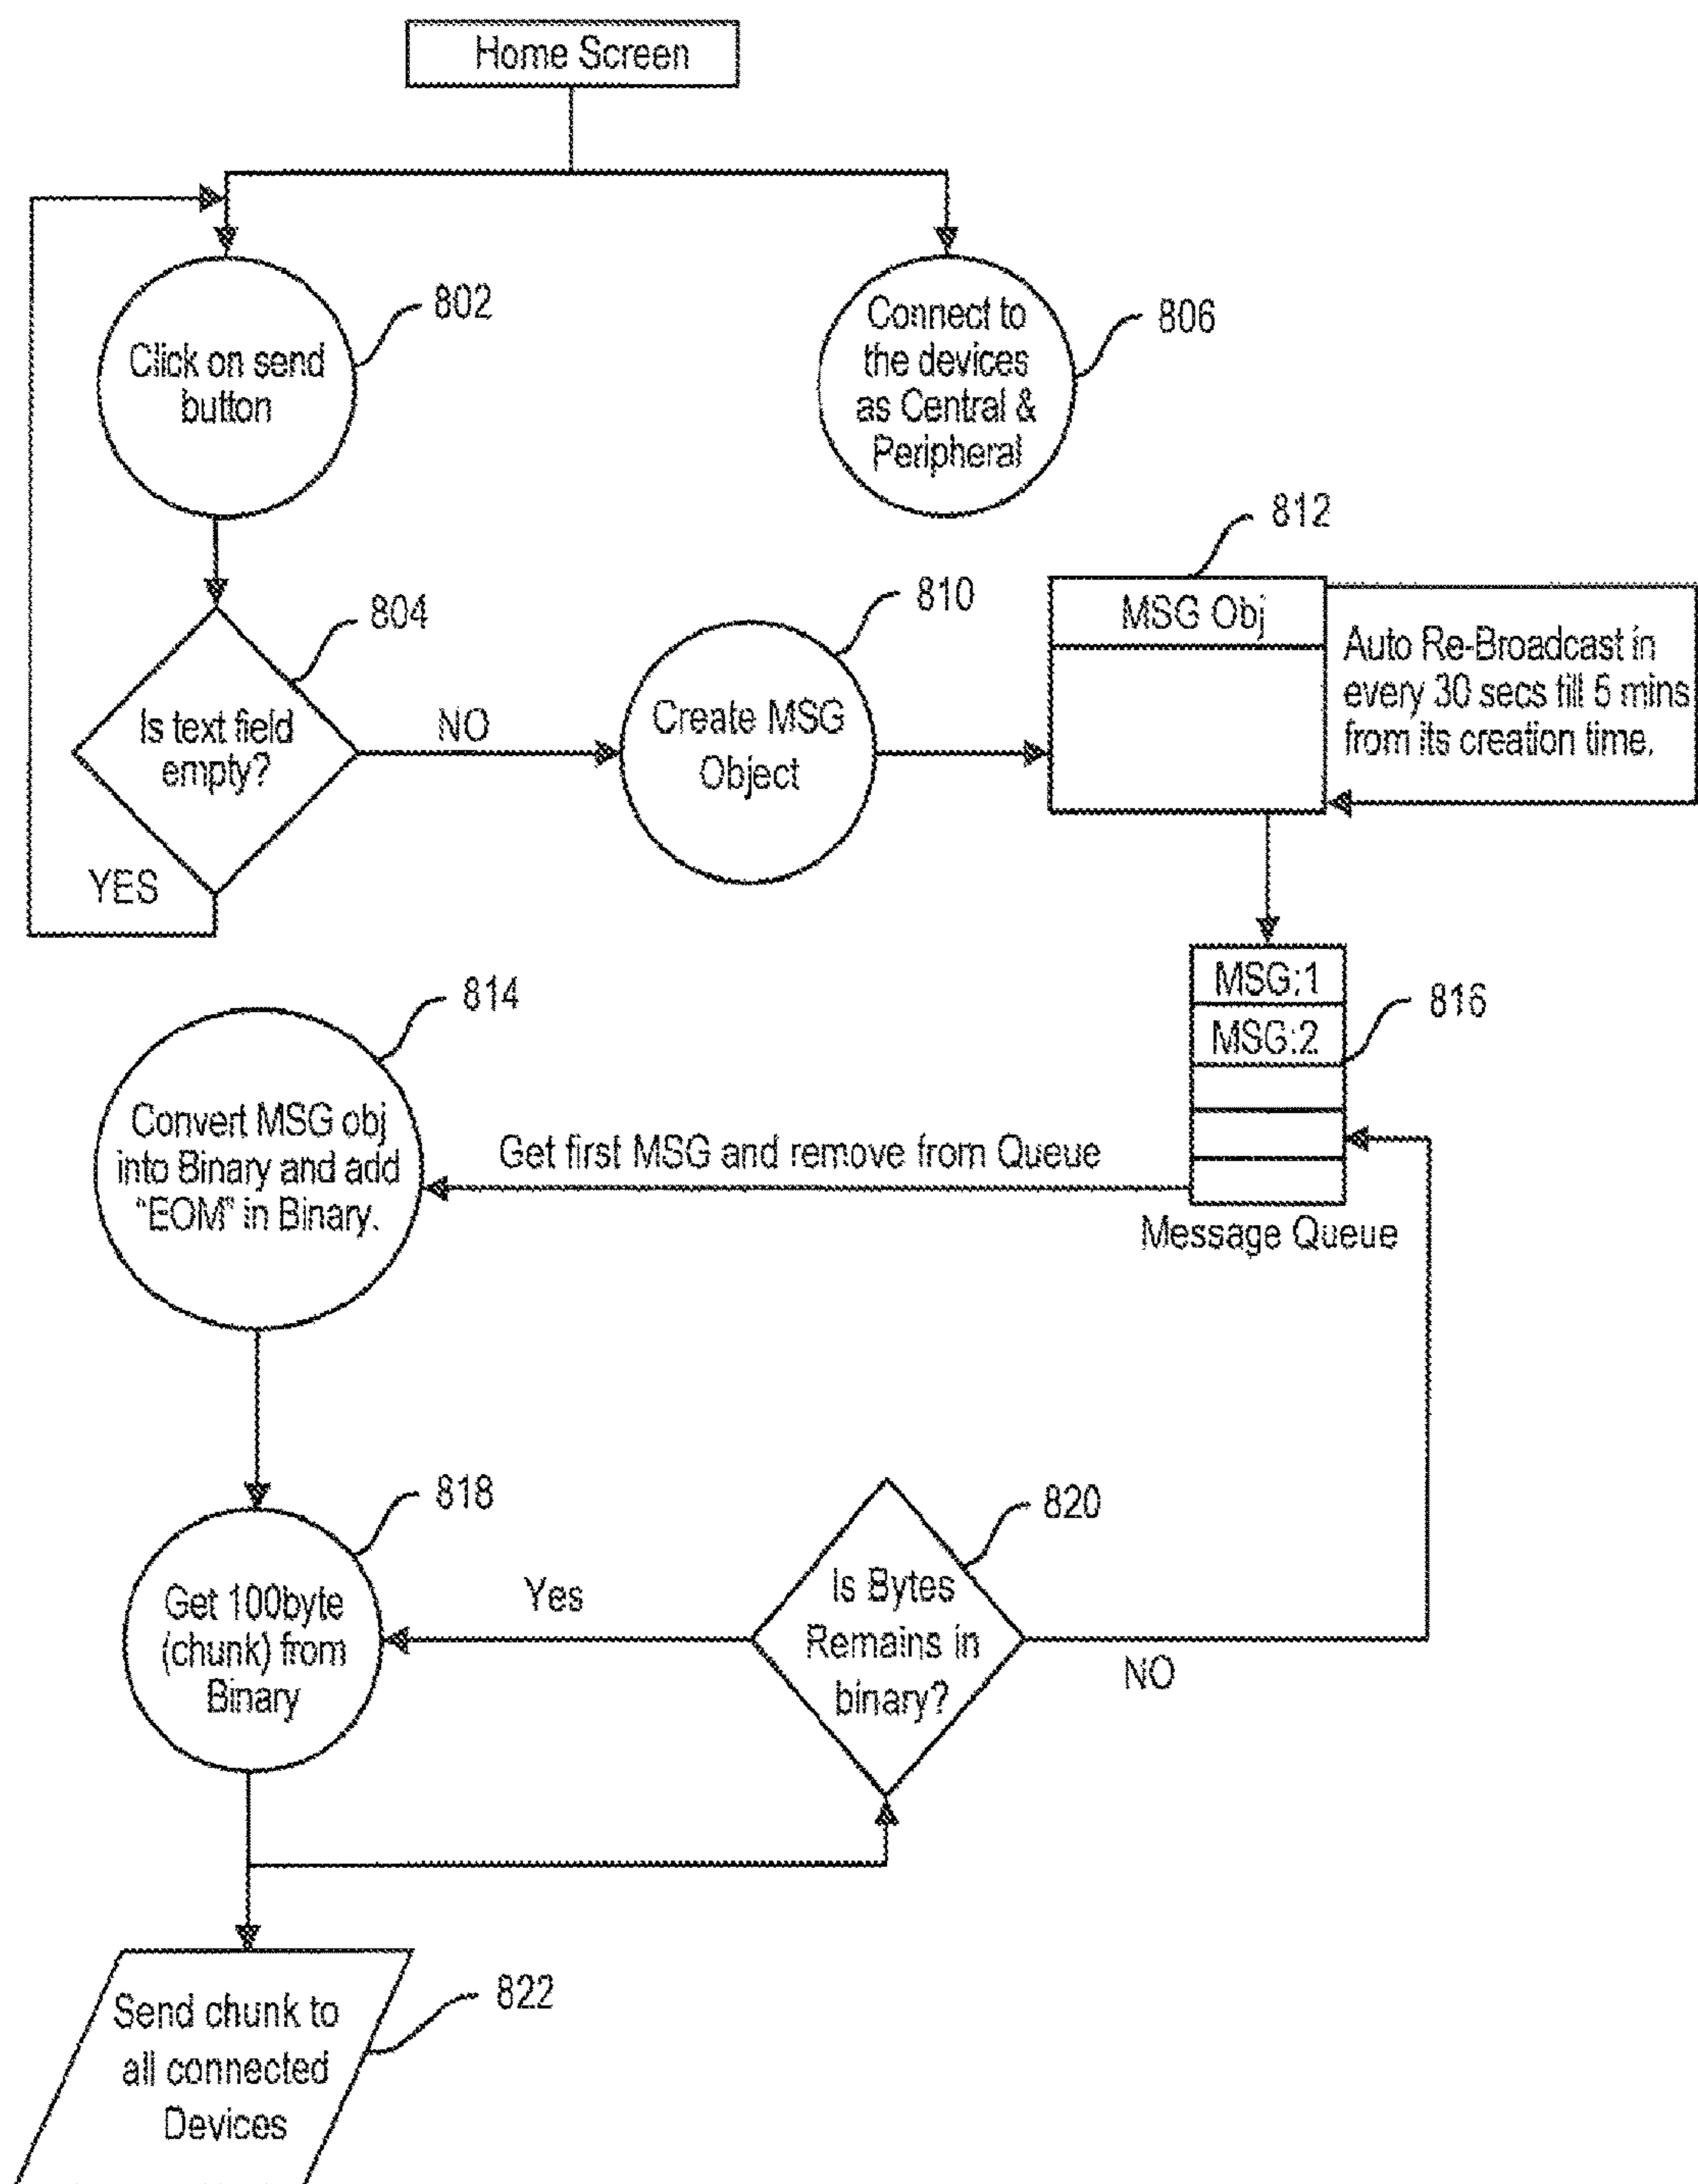 Home Screen
802
Click on send
button
806
Connect to
the devices
as Central &
Peripheral
804
Is text field
empty?
NO
YES
810
Create MSG
Object
812
MSG Obj
Auto Re-Broadcast in
every 30 secs till 5 mins
from its creation time.
MSG:1
MSG:2
816
Message Queue
Get first MSG and remove from Queue
814
Convert MSG obj
into Binary and add
“EOM” in Binary.
818
Get 100byte
(chunk) from
Binary
Yes
820
Is Bytes
Remains in
binary?
NO
822
Send chunk to
all connected
Devices